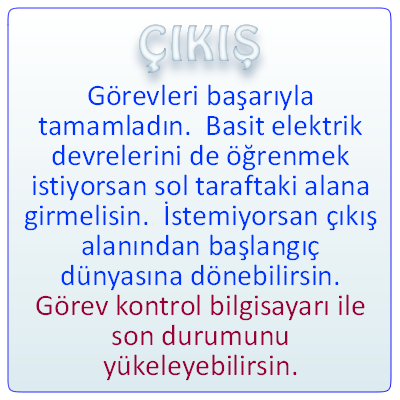 ÇIKIŞ
Görevleri başarıyla
tamamladın.  Basit elektrik
devrelerini de öğrenmek
istiyorsan sol taraftaki alana
girmelisin.  İstemiyorsan çıkış
alanından başlangıç
dünyasına dönebilirsin.
Görev kontrol bilgisayarı ile
son durumunu
yükeleyebilirsin.